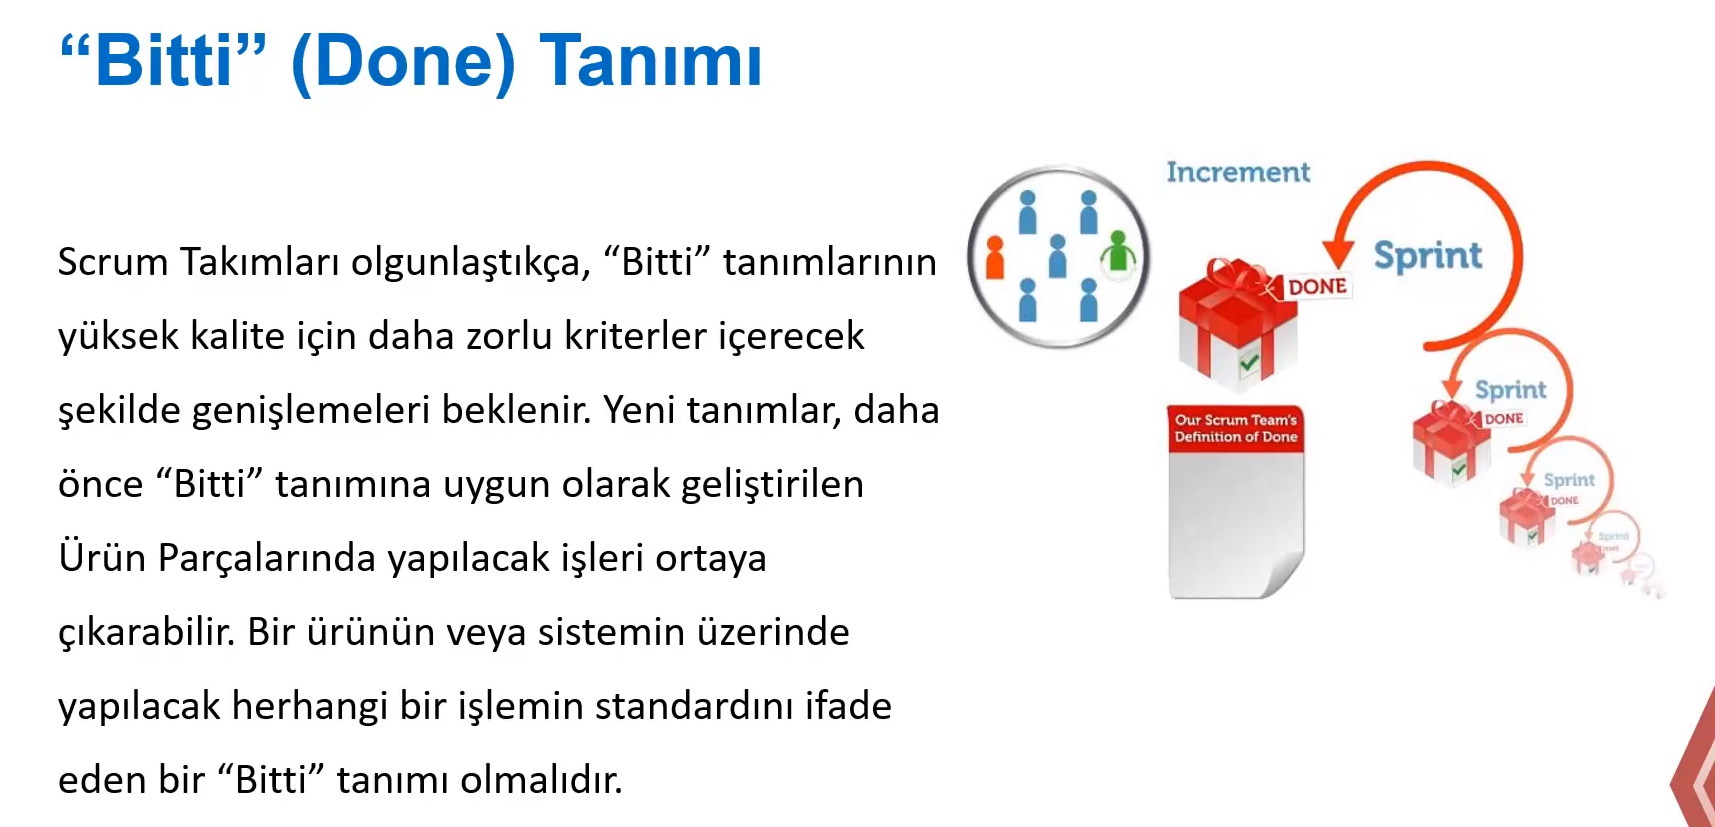 “Bitti” (Done) Tanımı
Scrum Takımları olgunlaştıkça, “Bitti” tanımlarının
yüksek kalite için daha zorlu kriterler içerecek
şekilde genişlemeleri beklenir. Yeni tanımlar, daha
önce “Bitti” tanımına uygun olarak geliştirilen
Ürün Parçalarında yapılacak işleri ortaya
çıkarabilir. Bir ürünün veya sistemin üzerinde
yapılacak herhangi bir işlemin standardını ifade
eden bir “Bitti” tanımı olmalıdır.
Increment
Sprint
DONE
Our Scrum Team's
Definition of Done
Sprint
DONE
Sprint
DONE
Sprint